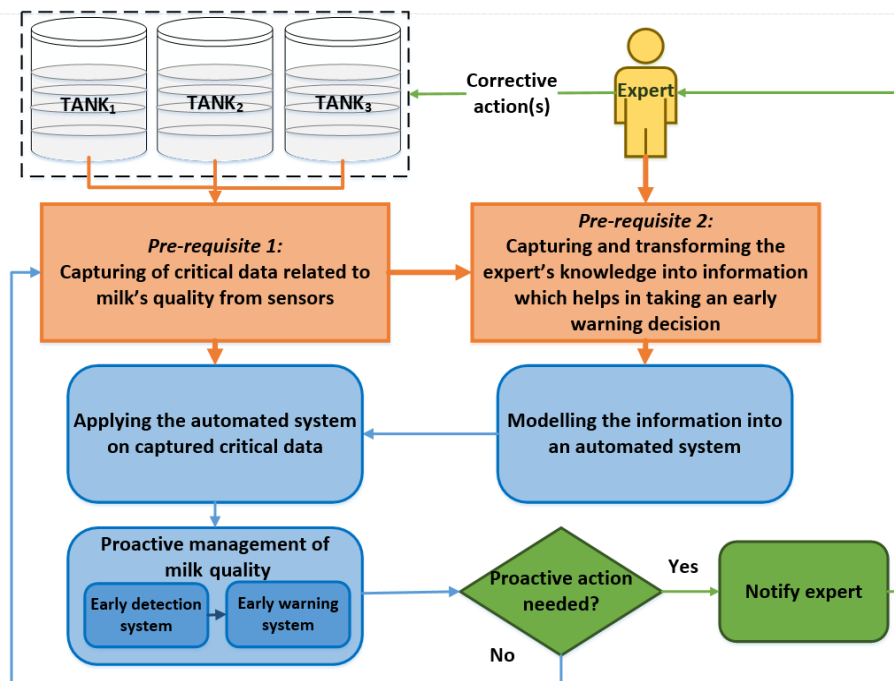 TANK₁
TANK₂
TANK₃
Corrective
action(s)
Expert
Pre-requisite 1:
Capturing of critical data related to
milk's quality from sensors
Pre-requisite 2:
Capturing and transforming the
expert's knowledge into information
which helps in taking an early
warning decision
Applying the automated system
on captured critical data
Modelling the information into
an automated system
Proactive management of
milk quality
Early detection
system
Early warning
system
Proactive action
needed?
Yes
No
Notify expert